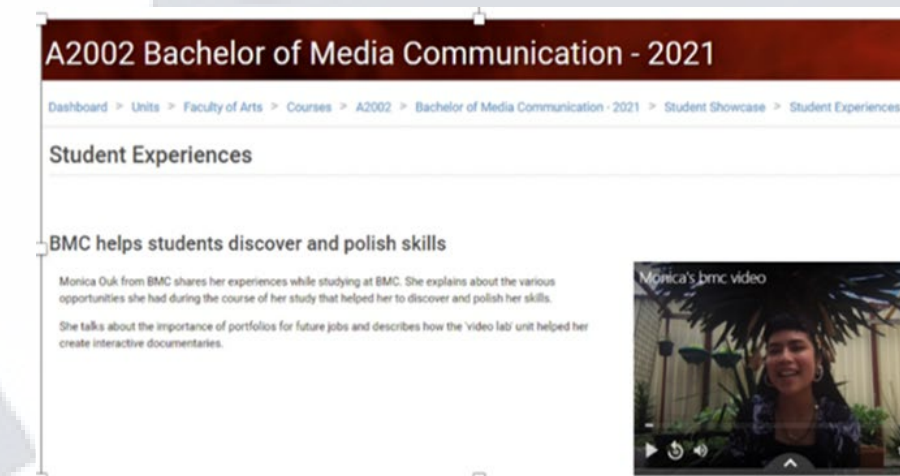 A2002 Bachelor of Media Communication - 2021
Dashboard > Units > Faculty of Arts > Courses > A2002 > Bachelor of Media Communication - 2021 > Student Showcase > Student Experiences
Student Experiences
BMC helps students discover and polish skills
Monica Ouk from BMC shares her experiences while studying at BMC. She explains about the various
opportunities she had during the course of her study that helped her to discover and polish her skills.
She talks about the importance of portfolios for future jobs and describes how the 'video lab' unit helped her
create interactive documentaries.
Monica's bmc video